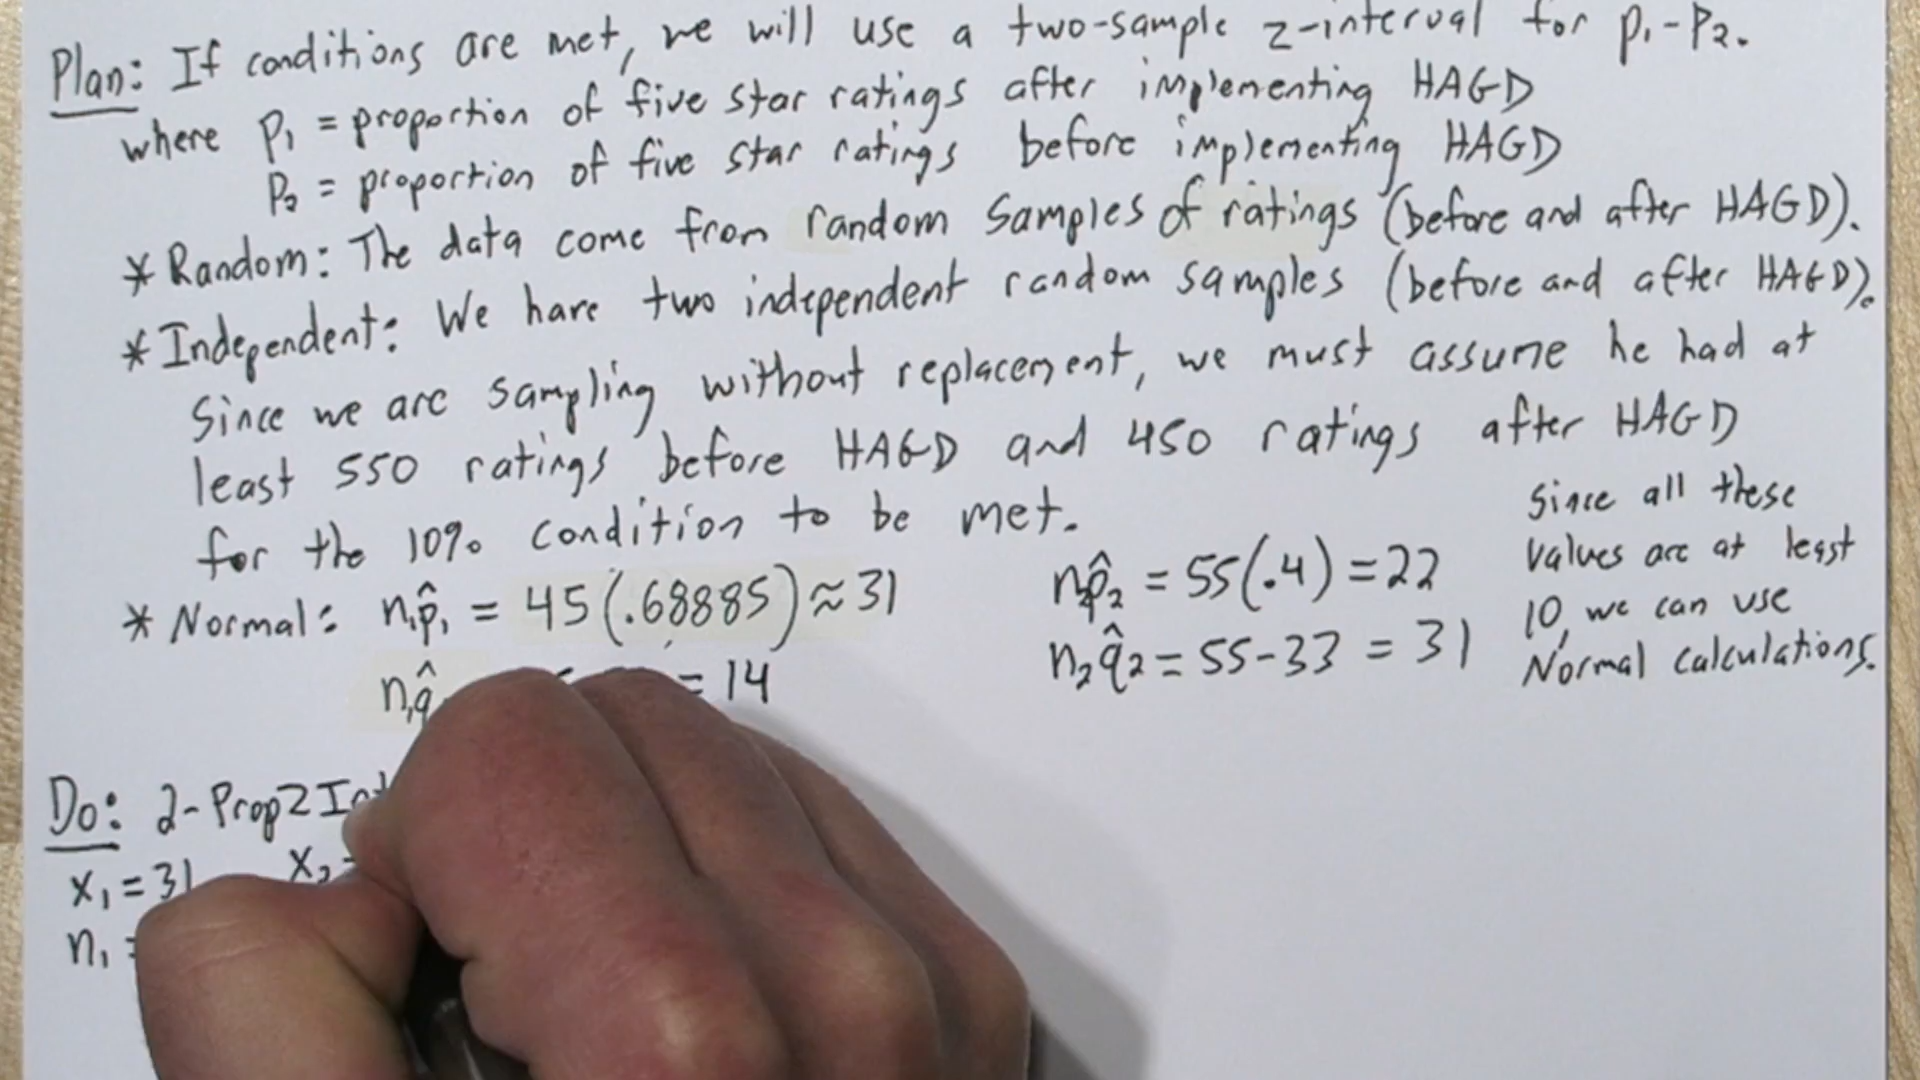 Plan: If conditions are met, we will use a two-sample z-interval for p₁-p₂.
where p₁ = proportion of five star ratings after implementing HAGD
p₂ = proportion of five star ratings before implementing HAGD
* Random: The data come from random samples of ratings (before and after HAGD).
* Independent: We have two independent random samples (before and after HAGD).
Since we are sampling without replacement, we must assume he had at
least 550 ratings before HAGD and 450 ratings after HAGD
for the 10% condition to be met.
* Normal: n₁p̂₁ = 45(.68885)≈31 n₂p̂₂ = 55(.4)=22
n₁q̂ = 14 n₂q̂₂ = 55-33 = 31
Since all these
values are at least
10, we can use
Normal calculations.
Do: 2-PropZInt
x₁ = 31 x₂
n₁ =